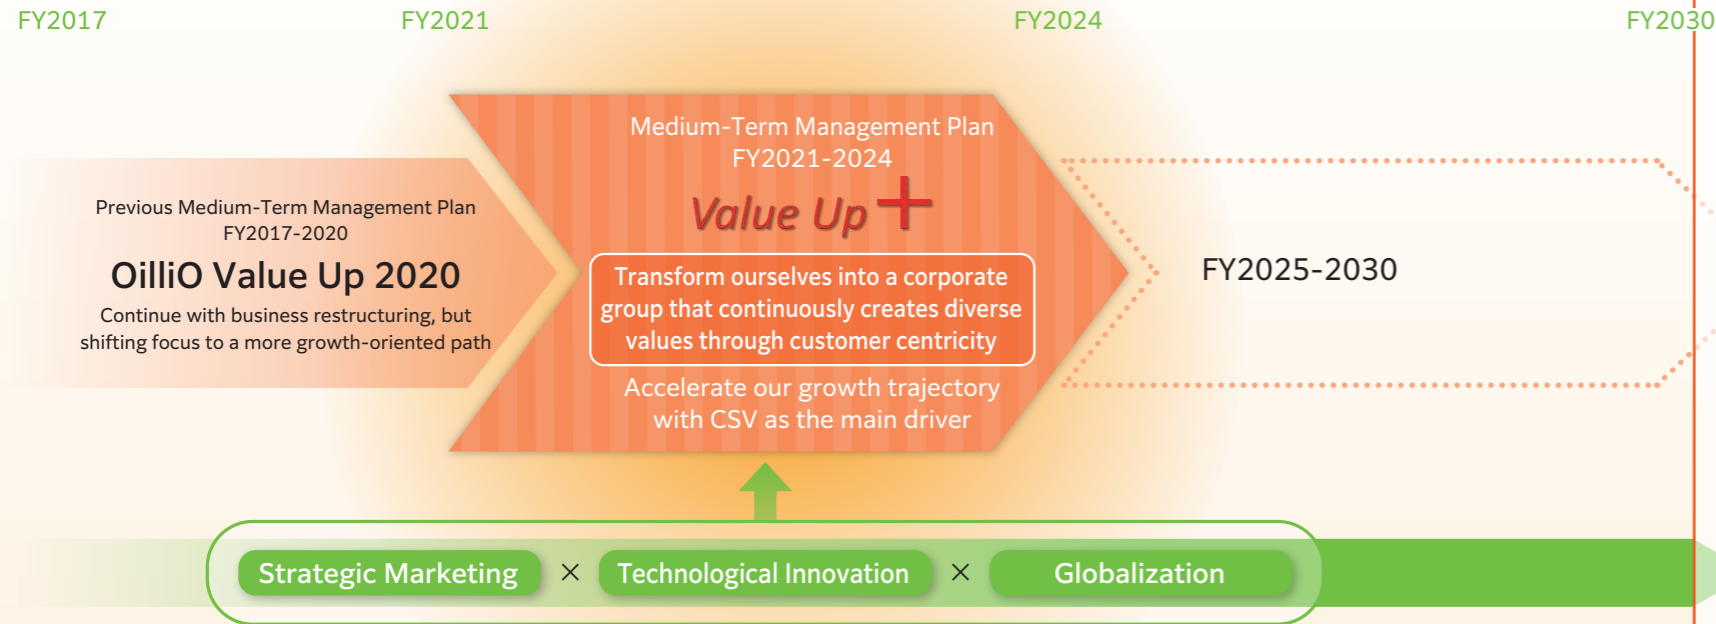 FY2017
FY2021
FY2024
FY2030
Previous Medium-Term Management Plan
FY2017-2020
OilliO Value Up 2020
Continue with business restructuring, but
shifting focus to a more growth-oriented path
Medium-Term Management Plan
FY2021-2024
Value Up +
Transform ourselves into a corporate
group that continuously creates diverse
values through customer centricity
Accelerate our growth trajectory
with CSV as the main driver
FY2025-2030
Strategic Marketing × Technological Innovation × Globalization